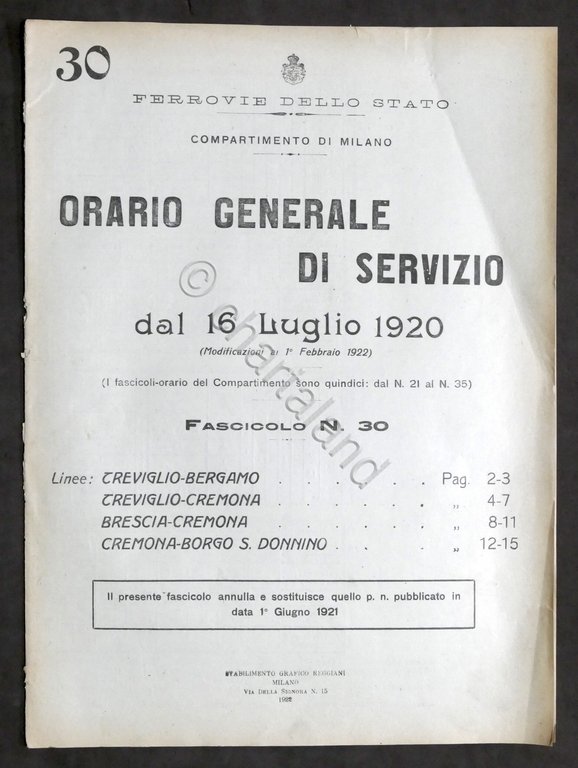 30
FERROVIE DELLO STATO
COMPARTIMENTO DI MILANO
ORARIO GENERALE
DI SERVIZIO
dal 16 Luglio 1920
(Modificazioni al 1° Febbraio 1922)
(I fascicoli-orario del Compartimento sono quindici: dal N. 21 al N. 35)
FASCICOLO N. 30
Linee: TREVIGLIO-BERGAMO . . . . . . Pag. 2-3
TREVIGLIO-CREMONA . . . . . . „ 4-7
BRESCIA-CREMONA . . . . . . „ 8-11
CREMONA-BORGO S. DONNINO . . . . „ 12-15
Il presente fascicolo annulla e sostituisce quello p. n. pubblicato in
data 1° Giugno 1921
STABILIMENTO GRAFICO REGGIANI
MILANO
VIA DELLA SIGNORA N. 15
1922
© chartaland